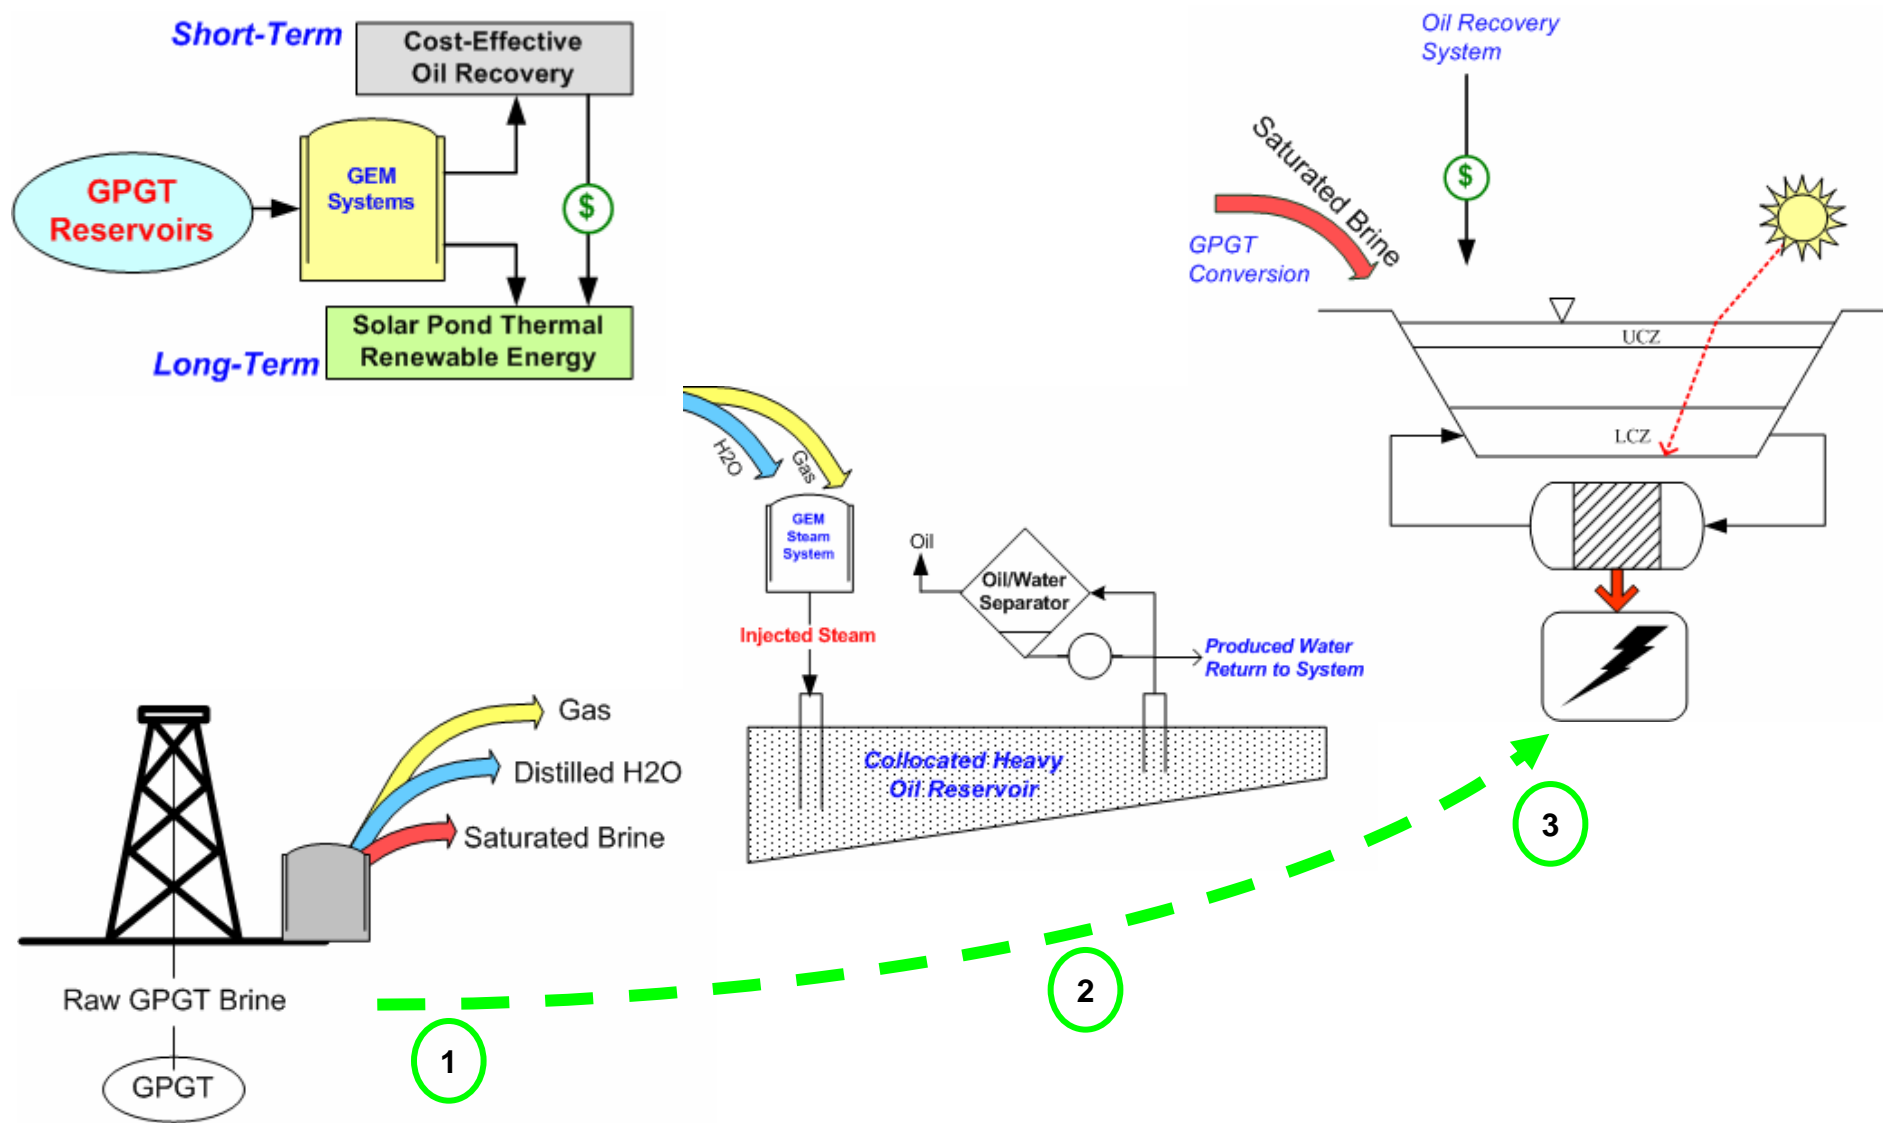 Short-Term
Cost-Effective
Oil Recovery
GPGT
Reservoirs
GEM
Systems
$
Solar Pond Thermal
Renewable Energy
Long-Term
Oil Recovery
System
$
Saturated Brine
GPGT
Conversion
UCZ
LCZ
H2O
Gas
GEM
Steam
System
Injected Steam
Oil
Oil/Water
Separator
Produced Water
Return to System
Collocated Heavy
Oil Reservoir
Gas
Distilled H2O
Saturated Brine
Raw GPGT Brine
GPGT
1
2
3